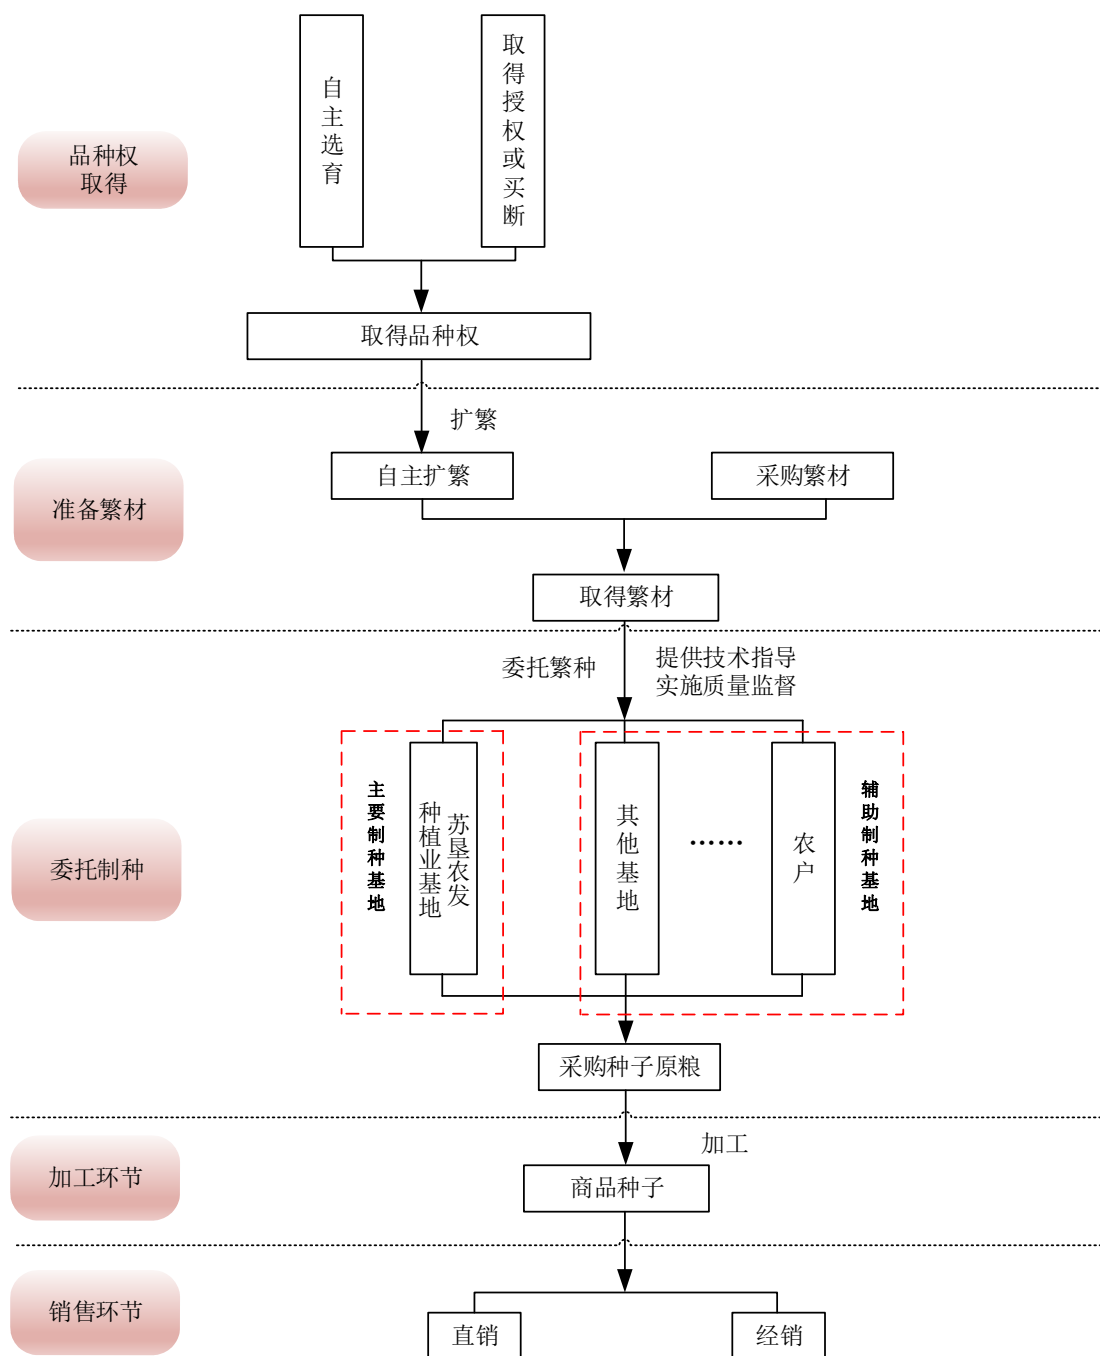 自主选育
取得授权或买断
品种权
取得
取得品种权
扩繁
自主扩繁
采购繁材
准备繁材
取得繁材
委托繁种
提供技术指导
实施质量监督
委托制种
主要制种基地
苏垦农发
种植业基地
其他基地
……
农户
辅助制种基地
采购种子原粮
加工
加工环节
商品种子
销售环节
直销
经销